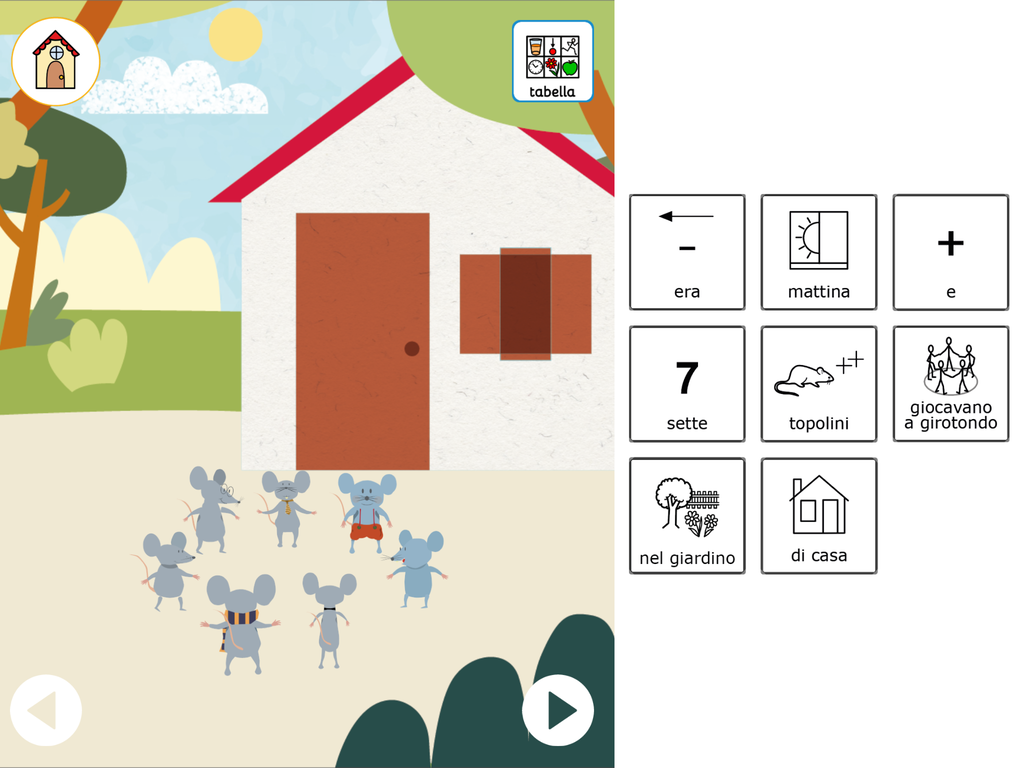 tabella
era
mattina
e
7
sette
topolini
giocavano
a girotondo
nel giardino
di casa